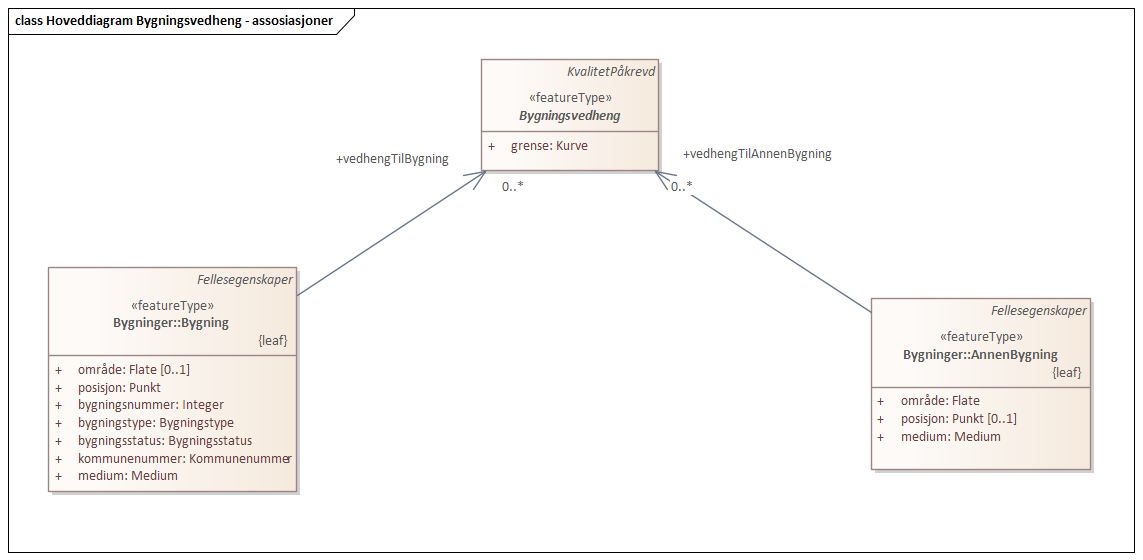 class Hoveddiagram Bygningsvedheng - assosiasjoner
KvalitetPåkrevd
«featureType»
Bygningsvedheng
+ grense: Kurve
+vedhengTilBygning
+vedhengTilAnnenBygning
0..*
0..*
Fellesegenskaper
«featureType»
Bygninger::Bygning
{leaf}
+ område: Flate [0..1]
+ posisjon: Punkt
+ bygningsnummer: Integer
+ bygningstype: Bygningstype
+ bygningsstatus: Bygningsstatus
+ kommunenummer: Kommunenummer
+ medium: Medium
Fellesegenskaper
«featureType»
Bygninger::AnnenBygning
{leaf}
+ område: Flate
+ posisjon: Punkt [0..1]
+ medium: Medium